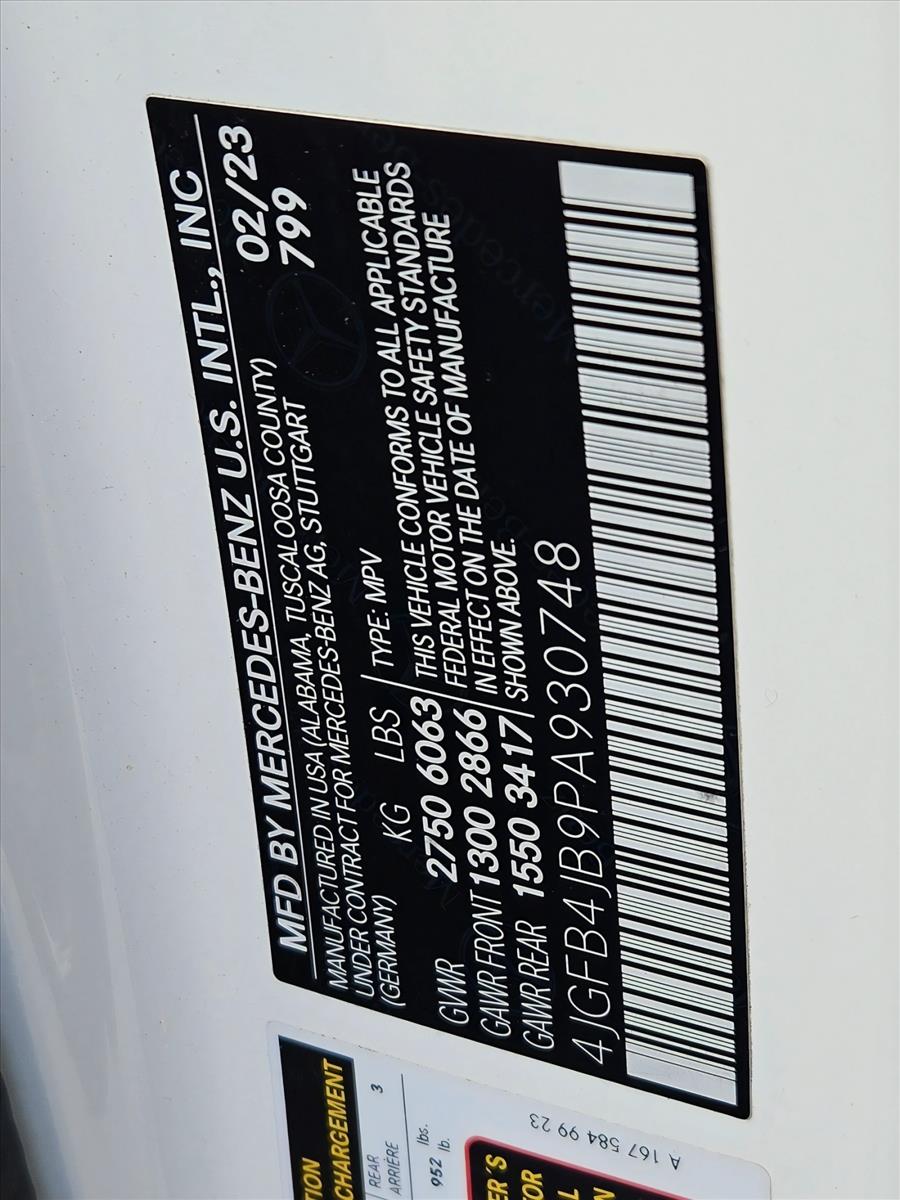 MFD BY MERCEDES-BENZ U.S. INTL., INC
MANUFACTURED IN USA (ALABAMA, TUSCALOOSA COUNTY)
UNDER CONTRACT FOR MERCEDES-BENZ AG, STUTTGART
(GERMANY)
02/23
799
KG LBS TYPE: MPV
GVWR 2750 6063
GAWR FRONT 1300 2866
GAWR REAR 1550 3417
THIS VEHICLE CONFORMS TO ALL APPLICABLE
FEDERAL MOTOR VEHICLE SAFETY STANDARDS
IN EFFECT ON THE DATE OF MANUFACTURE
SHOWN ABOVE.
4JGFB4JB9PA930748
CHARGEMENT
REAR 3
ARRIÈRE
lbs.
952 lb.
A 167 584 99 23